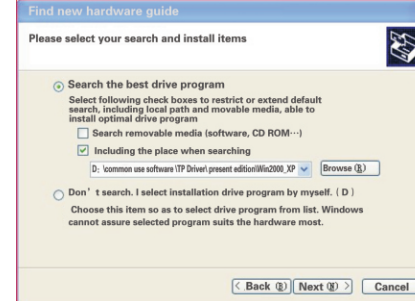 Find new hardware guide
Please select your search and install items
Search the best drive program
Select following check boxes to restrict or extend default
search, including local path and movable media, able to
install optimal drive program
Search removable media (software, CD ROM···)
Including the place when searching
D: \common use software \TP Driver\ present edition\Win2000_XP
Browse (R)
Don't search. I select installation drive program by myself. ( D )
Choose this item so as to select drive program from list. Windows
cannot assure selected program suits the hardware most.
< Back (B) Next (N) > Cancel